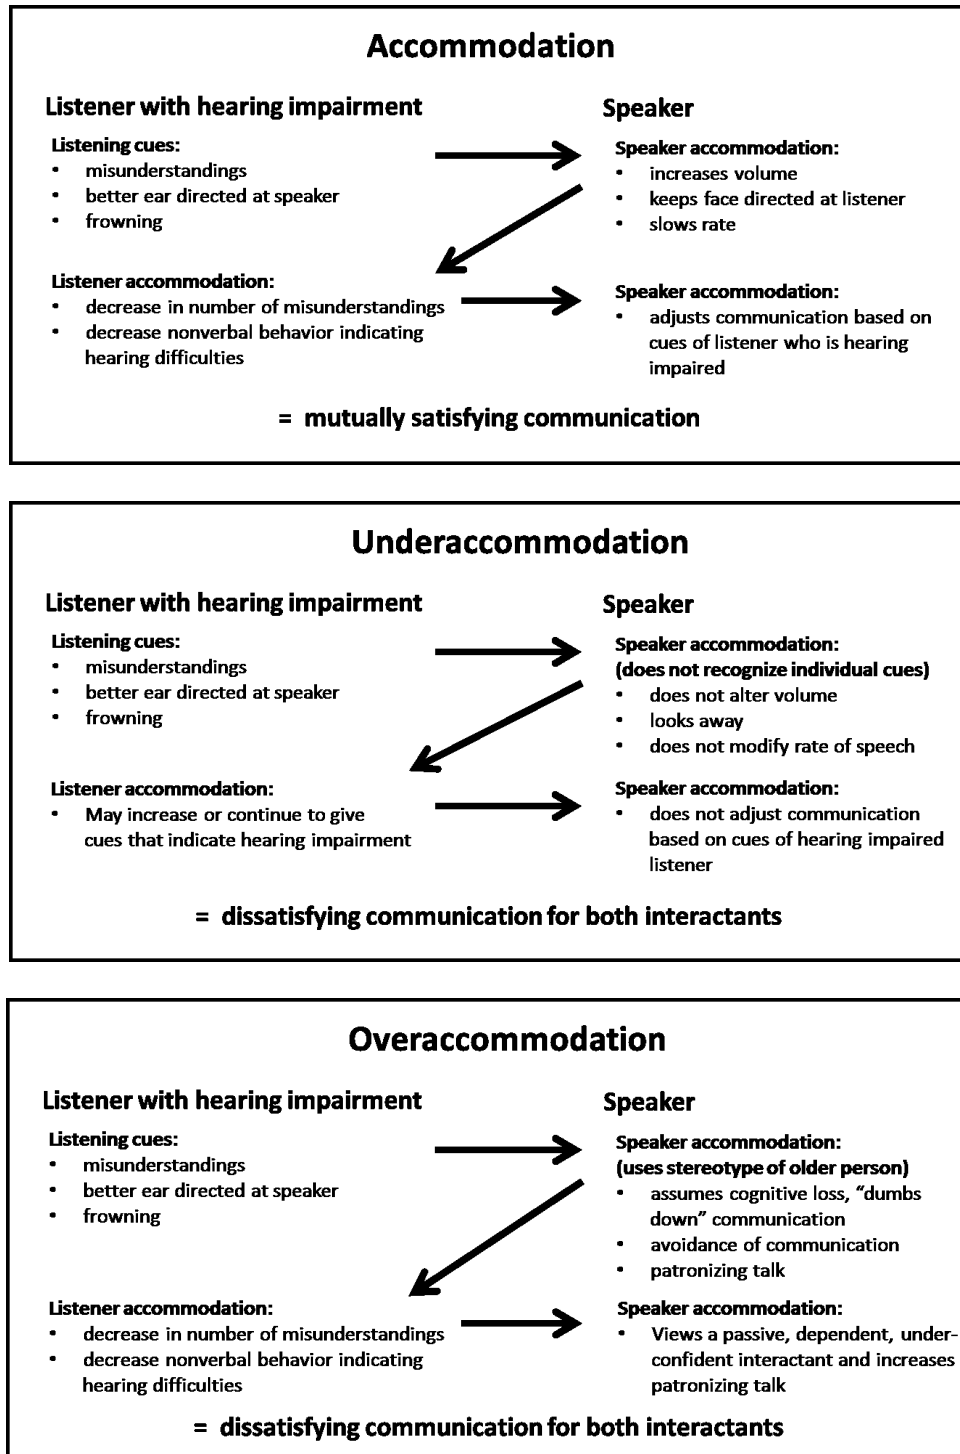 Accommodation
Listener with hearing impairment
Listening cues:
• misunderstandings
• better ear directed at speaker
• frowning
Speaker
Speaker accommodation:
• increases volume
• keeps face directed at listener
• slows rate
Listener accommodation:
• decrease in number of misunderstandings
• decrease nonverbal behavior indicating
hearing difficulties
Speaker accommodation:
• adjusts communication based on
cues of listener who is hearing
impaired
= mutually satisfying communication
Underaccommodation
Listener with hearing impairment
Listening cues:
• misunderstandings
• better ear directed at speaker
• frowning
Speaker
Speaker accommodation:
(does not recognize individual cues)
• does not alter volume
• looks away
• does not modify rate of speech
Listener accommodation:
• May increase or continue to give
cues that indicate hearing impairment
Speaker accommodation:
• does not adjust communication
based on cues of hearing impaired
listener
= dissatisfying communication for both interactants
Overaccommodation
Listener with hearing impairment
Listening cues:
• misunderstandings
• better ear directed at speaker
• frowning
Speaker
Speaker accommodation:
(uses stereotype of older person)
• assumes cognitive loss, “dumbs
down” communication
• avoidance of communication
• patronizing talk
Listener accommodation:
• decrease in number of misunderstandings
• decrease nonverbal behavior indicating
hearing difficulties
Speaker accommodation:
• Views a passive, dependent, under-
confident interactant and increases
patronizing talk
= dissatisfying communication for both interactants